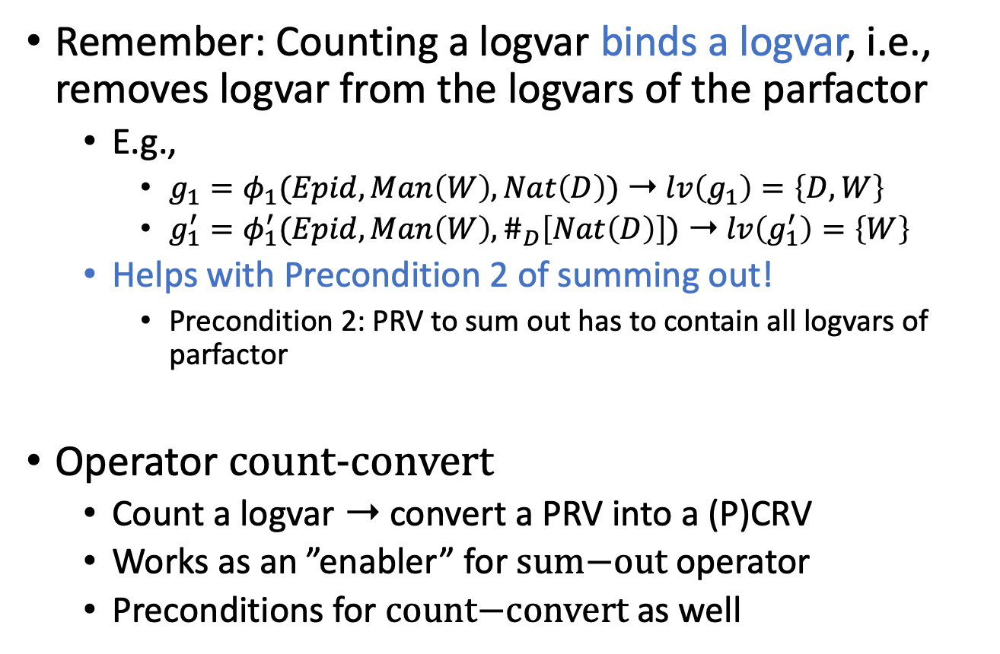 • Remember: Counting a logvar binds a logvar, i.e.,
removes logvar from the logvars of the parfactor
• E.g.,
• 𝑔₁ = 𝜙₁(𝐸𝑝𝑖𝑑, 𝑀𝑎𝑛(𝑊), 𝑁𝑎𝑡(𝐷)) → 𝑙𝑣(𝑔₁) = {𝐷, 𝑊}
• 𝑔₁′ = 𝜙₁′(𝐸𝑝𝑖𝑑, 𝑀𝑎𝑛(𝑊), #_𝐷[𝑁𝑎𝑡(𝐷)]) → 𝑙𝑣(𝑔₁′) = {𝑊}
• Helps with Precondition 2 of summing out!
• Precondition 2: PRV to sum out has to contain all logvars of
parfactor
• Operator count-convert
• Count a logvar → convert a PRV into a (P)CRV
• Works as an ”enabler” for sum−out operator
• Preconditions for count−convert as well